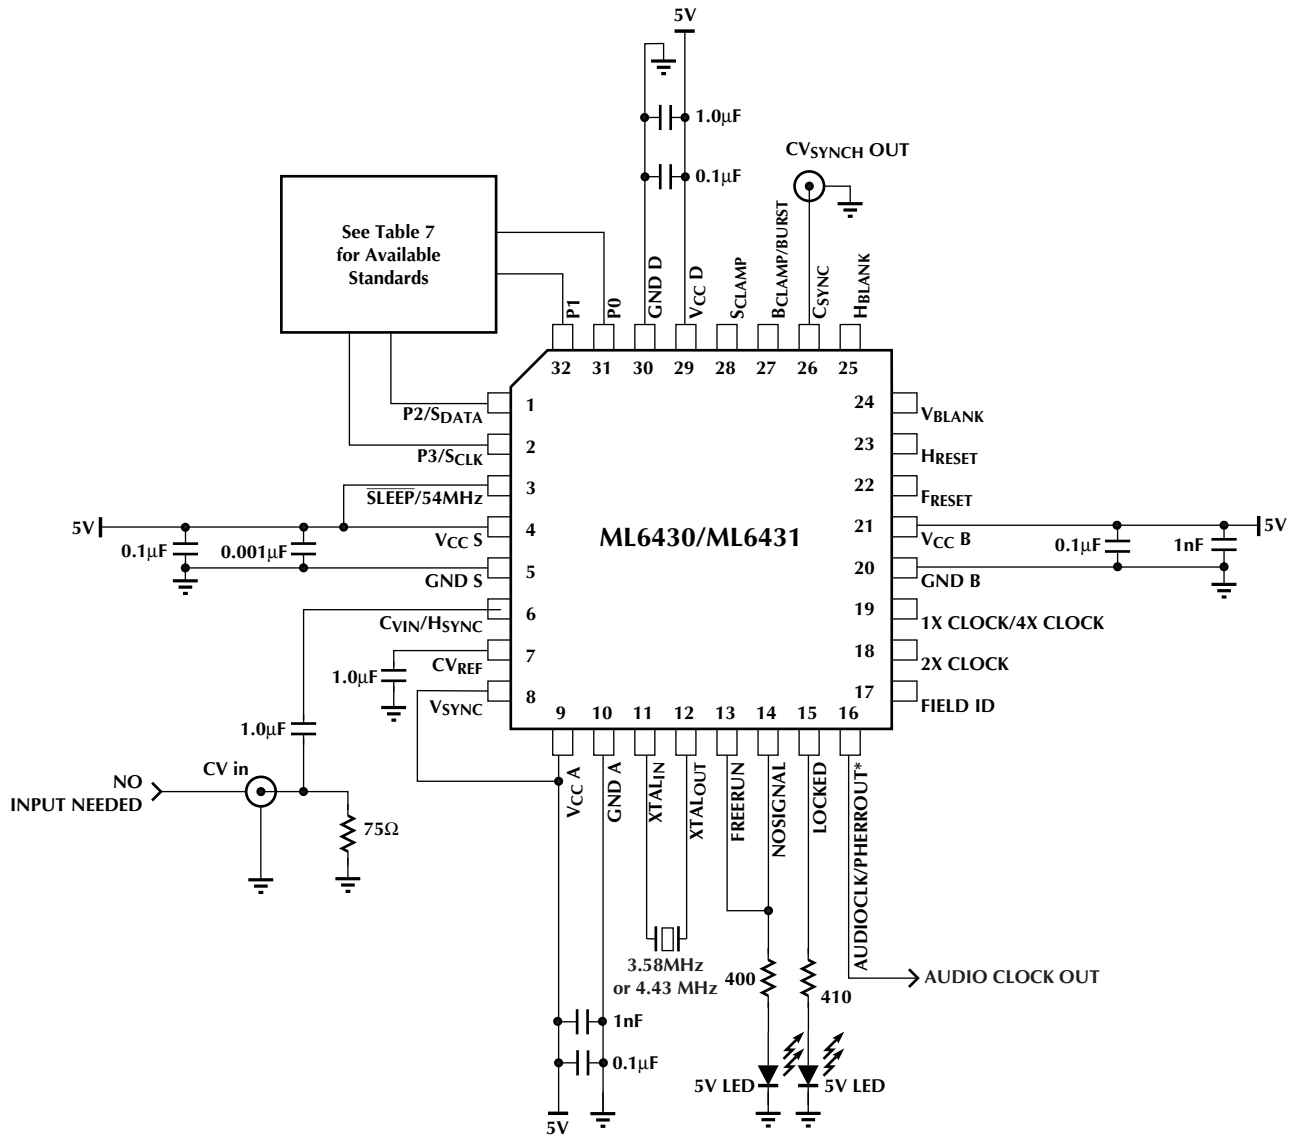 5V
1.0µF
0.1µF
CVSYNCH OUT
See Table 7
for Available
Standards
P1
P0
GND D
VCC D
SCLAMP
BCLAMP/BURST
CSYNC
HBLANK
32
31
30
29
28
27
26
25
1
2
3
4
5
6
7
8
P2/SDATA
P3/SCLK
SLEEP/54MHz
5V
VCC S
0.1µF
0.001µF
GND S
CVIN/HSYNC
CVREF
1.0µF
VSYNC
ML6430/ML6431
24
23
22
21
20
19
18
17
VBLANK
HRESET
FRESET
VCC B
5V
0.1µF
1nF
GND B
1X CLOCK/4X CLOCK
2X CLOCK
FIELD ID
9
10
11
12
13
14
15
16
1.0µF
CV in
NO
INPUT NEEDED
75Ω
VCC A
GND A
XTALIN
XTALOUT
FREERUN
NOSIGNAL
LOCKED
AUDIOCLK/PHERROUT*
3.58MHz
or 4.43 MHz
400
410
AUDIO CLOCK OUT
1nF
0.1µF
5V LED
5V LED
5V